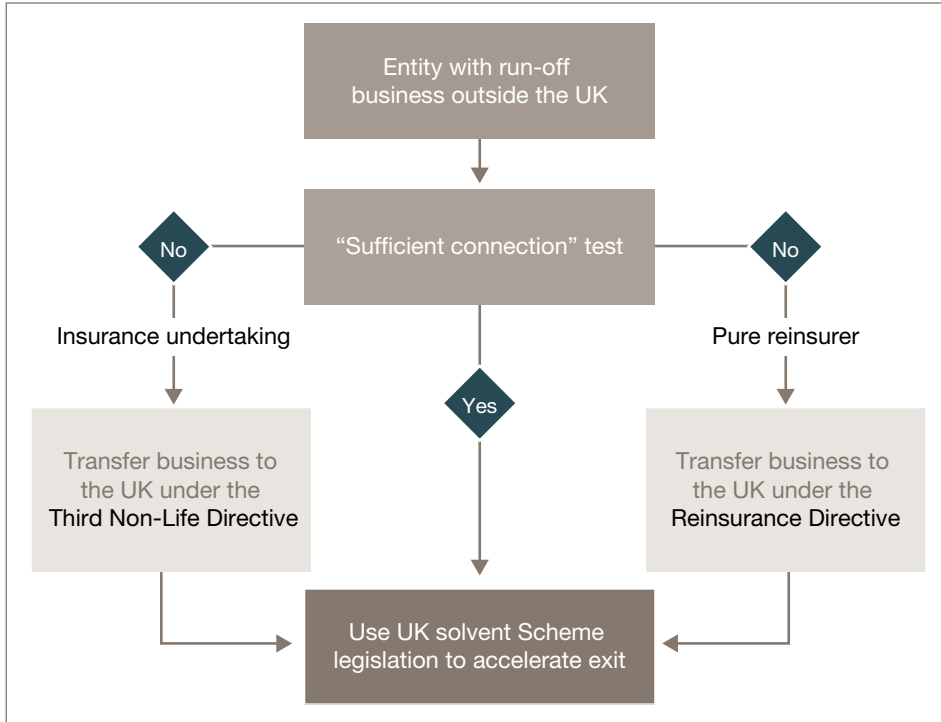 Entity with run-off
business outside the UK
“Sufficient connection” test
No
No
Insurance undertaking
Pure reinsurer
Yes
Transfer business to
the UK under the
Third Non-Life Directive
Transfer business to
the UK under the
Reinsurance Directive
Use UK solvent Scheme
legislation to accelerate exit